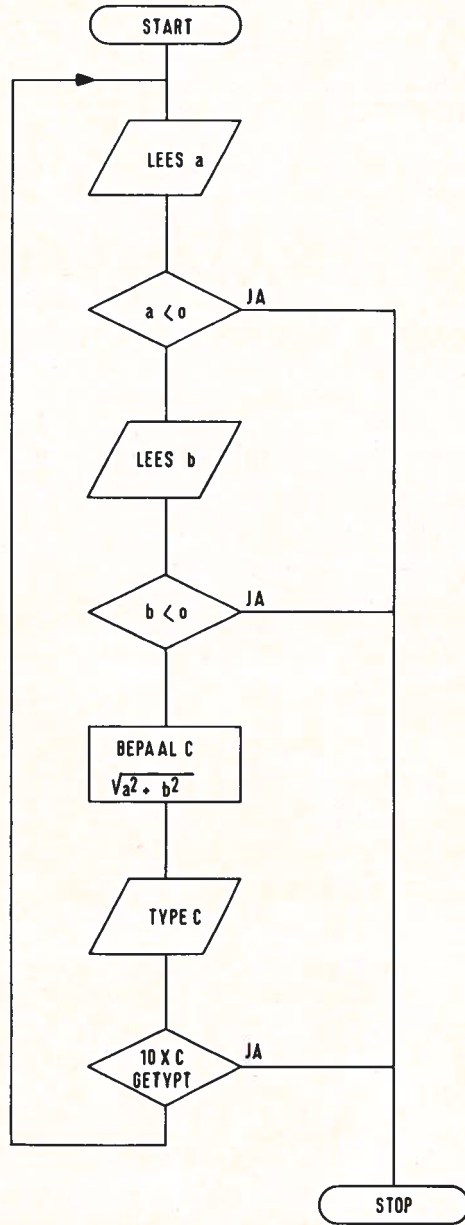 START
LEES a
a < o
JA
LEES b
b < o
JA
BEPAAL C
√a² + b²
TYPE C
10 X C
GETYPT
JA
STOP